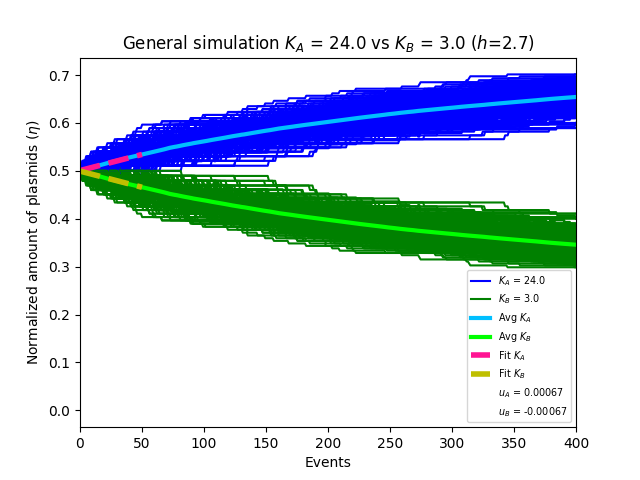 General simulation K_A = 24.0 vs K_B = 3.0 (h=2.7)
Normalized amount of plasmids (η)
0.7
0.6
0.5
0.4
0.3
0.2
0.1
0.0
K_A = 24.0
K_B = 3.0
Avg K_A
Avg K_B
Fit K_A
Fit K_B
u_A = 0.00067
u_B = -0.00067
0 50 100 150 200 250 300 350 400
Events